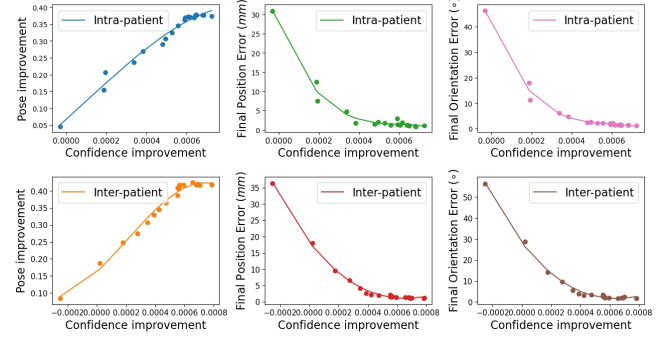 Intra-patient
Pose improvement
0.40
0.35
0.30
0.25
0.20
0.15
0.10
0.05
0.0000 0.0002 0.0004 0.0006
Confidence improvement
Intra-patient
Final Position Error (mm)
30
25
20
15
10
5
0
0.0000 0.0002 0.0004 0.0006
Confidence improvement
Intra-patient
Final Orientation Error (∘)
40
30
20
10
0
0.0000 0.0002 0.0004 0.0006
Confidence improvement
Inter-patient
Pose improvement
0.40
0.35
0.30
0.25
0.20
0.15
0.10
−0.0002 0.0000 0.0002 0.0004 0.0006 0.0008
Confidence improvement
Inter-patient
Final Position Error (mm)
35
30
25
20
15
10
5
0
−0.0002 0.0000 0.0002 0.0004 0.0006 0.0008
Confidence improvement
Inter-patient
Final Orientation Error (∘)
50
40
30
20
10
0
−0.0002 0.0000 0.0002 0.0004 0.0006 0.0008
Confidence improvement